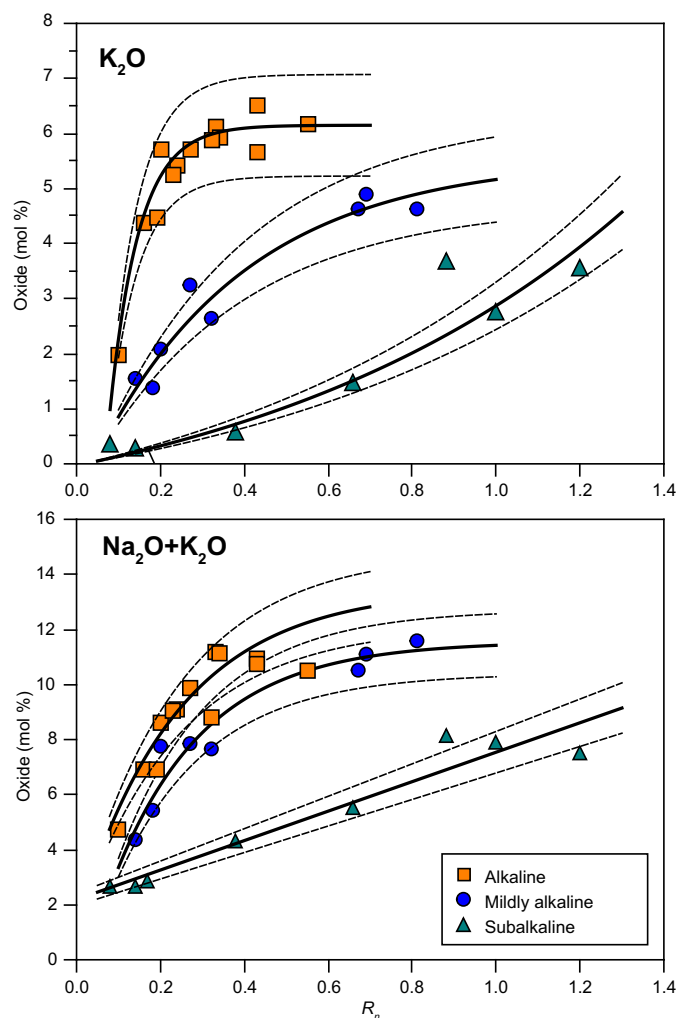 K₂O
Oxide (mol %)
8
7
6
5
4
3
2
1
0
0.0 0.2 0.4 0.6 0.8 1.0 1.2 1.4
Na₂O+K₂O
Oxide (mol %)
16
14
12
10
8
6
4
2
0
Alkaline
Mildly alkaline
Subalkaline
0.0 0.2 0.4 0.6 0.8 1.0 1.2 1.4
Rₙ